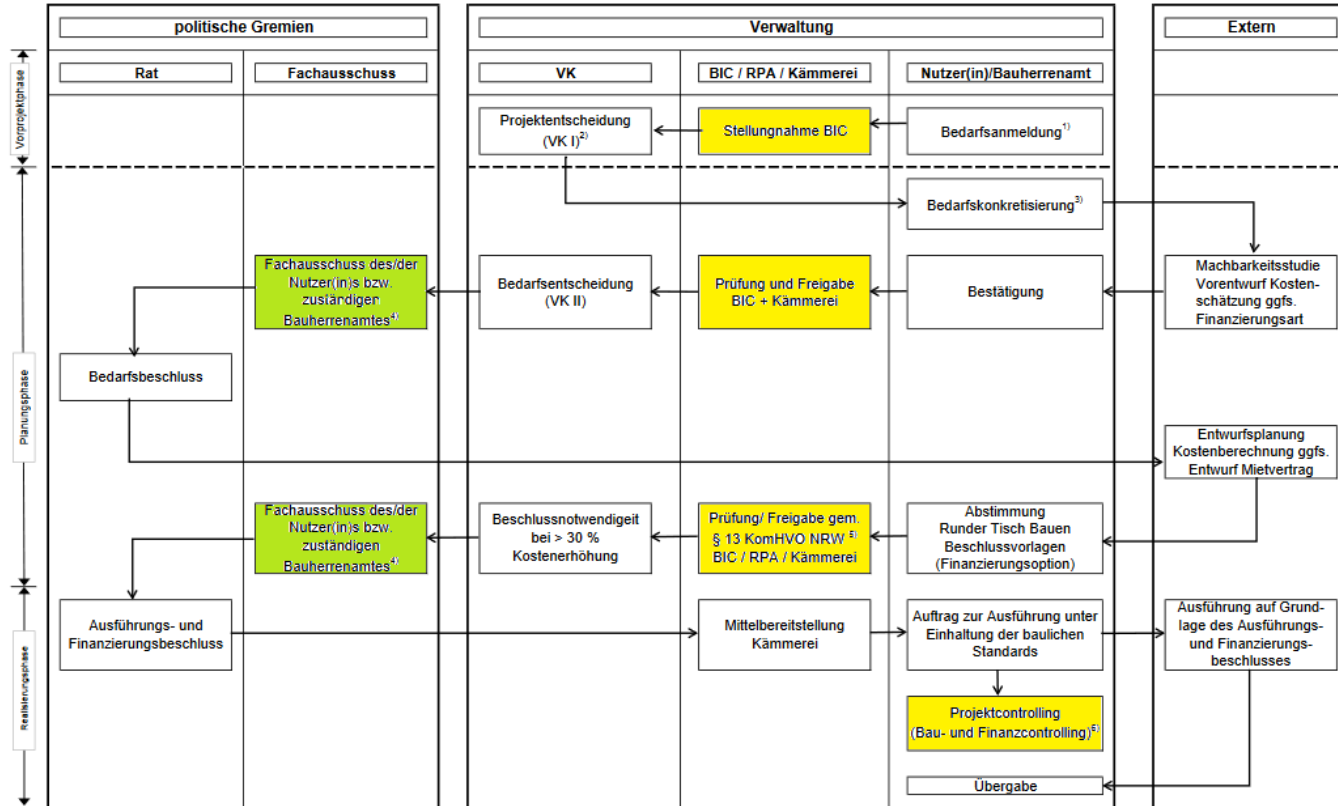 politische Gremien
Verwaltung
Extern
Rat
Fachausschuss
VK
BIC / RPA / Kämmerei
Nutzer(in)/Bauherrenamt
Vorprojektphase
Projektentscheidung
(VK I)2)
Stellungnahme BIC
Bedarfsanmeldung1)
Planungsphase
Bedarfskonkretisierung3)
Fachausschuss des/der
Nutzer(in)s bzw.
zuständigen
Bauherrenamtes4)
Bedarfsentscheidung
(VK II)
Prüfung und Freigabe
BIC + Kämmerei
Bestätigung
Machbarkeitsstudie
Vorentwurf Kosten-
schätzung ggfs.
Finanzierungsart
Bedarfsbeschluss
Entwurfsplanung
Kostenberechnung ggfs.
Entwurf Mietvertrag
Fachausschuss des/der
Nutzer(in)s bzw.
zuständigen
Bauherrenamtes4)
Beschlussnotwendigeit
bei > 30 %
Kostenerhöhung
Prüfung/ Freigabe gem.
§ 13 KomHVO NRW 5)
BIC / RPA / Kämmerei
Abstimmung
Runder Tisch Bauen
Beschlussvorlagen
(Finanzierungsoption)
Realisierungsphase
Ausführungs- und
Finanzierungsbeschluss
Mittelbereitstellung
Kämmerei
Auftrag zur Ausführung unter
Einhaltung der baulichen
Standards
Ausführung auf Grund-
lage des Ausführungs-
und Finanzierungs-
beschlusses
Projektcontrolling
(Bau- und Finanzcontrolling)6)
Übergabe